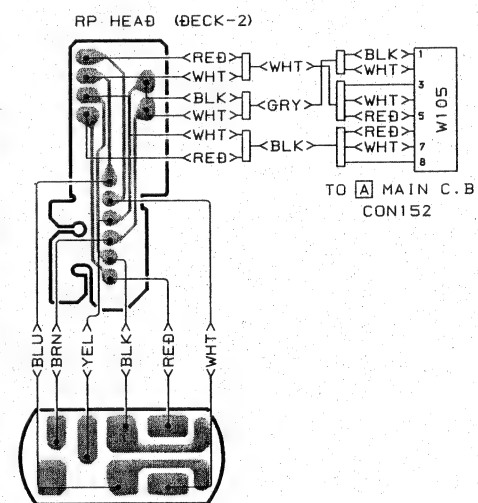 RP HEAD (DECK-2)
<RED>
<WHT>
<BLK>
<WHT>
<WHT>
<RED>
<WHT>
<GRY>
<BLK>
<BLK>
<WHT>
<WHT>
<RED>
<RED>
<WHT>
1
3
5
7
8
W105
TO A MAIN C.B
CON152
<BLU>
<BRN>
<YEL>
<BLK>
<RED>
<WHT>